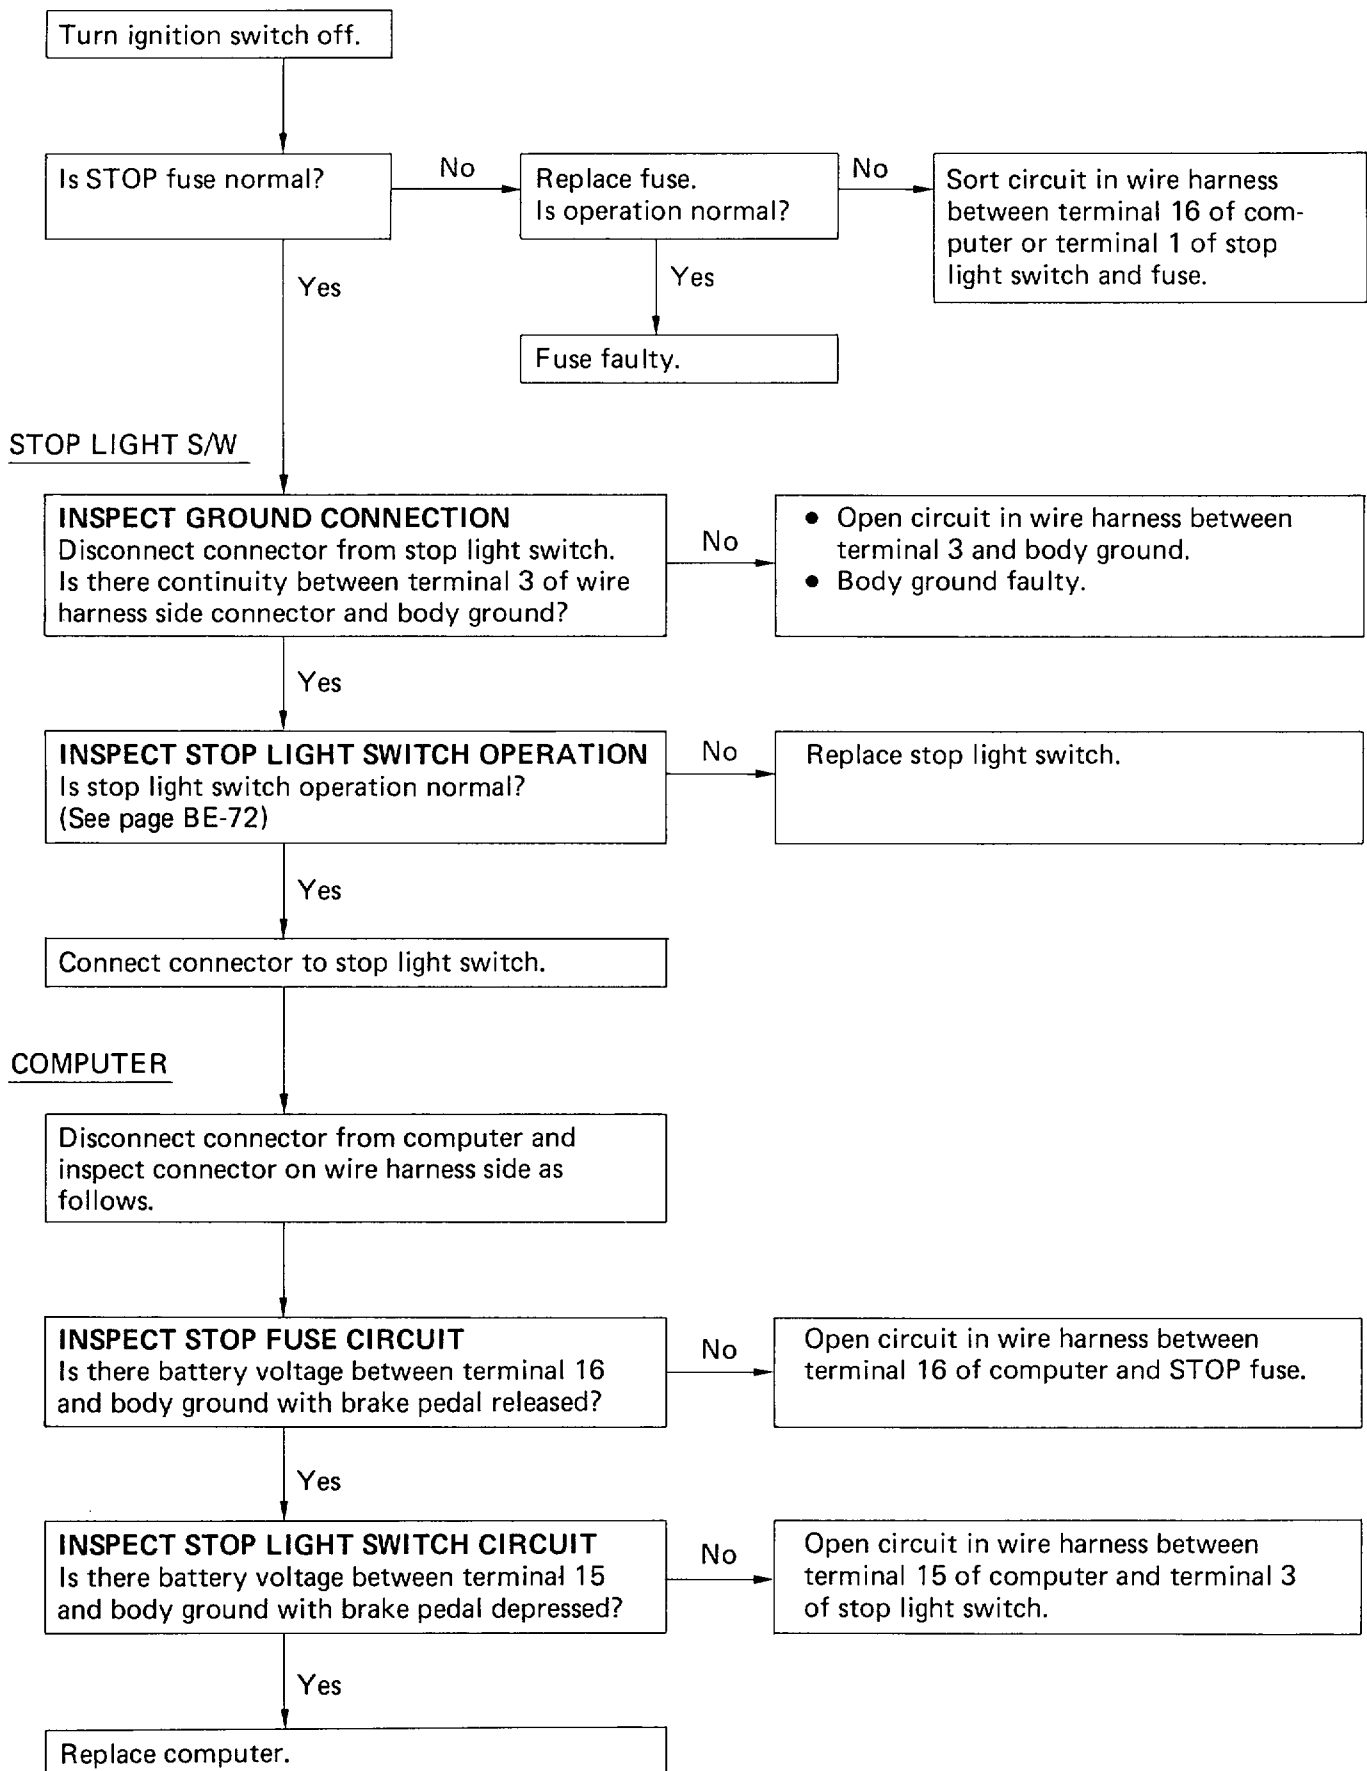 Turn ignition switch off.
Is STOP fuse normal?
No
Replace fuse.
Is operation normal?
No
Sort circuit in wire harness
between terminal 16 of com-
puter or terminal 1 of stop
light switch and fuse.
Yes
Yes
Fuse faulty.
STOP LIGHT S/W
INSPECT GROUND CONNECTION
Disconnect connector from stop light switch.
Is there continuity between terminal 3 of wire
harness side connector and body ground?
No
● Open circuit in wire harness between
terminal 3 and body ground.
● Body ground faulty.
Yes
INSPECT STOP LIGHT SWITCH OPERATION
Is stop light switch operation normal?
(See page BE-72)
No
Replace stop light switch.
Yes
Connect connector to stop light switch.
COMPUTER
Disconnect connector from computer and
inspect connector on wire harness side as
follows.
INSPECT STOP FUSE CIRCUIT
Is there battery voltage between terminal 16
and body ground with brake pedal released?
No
Open circuit in wire harness between
terminal 16 of computer and STOP fuse.
Yes
INSPECT STOP LIGHT SWITCH CIRCUIT
Is there battery voltage between terminal 15
and body ground with brake pedal depressed?
No
Open circuit in wire harness between
terminal 15 of computer and terminal 3
of stop light switch.
Yes
Replace computer.